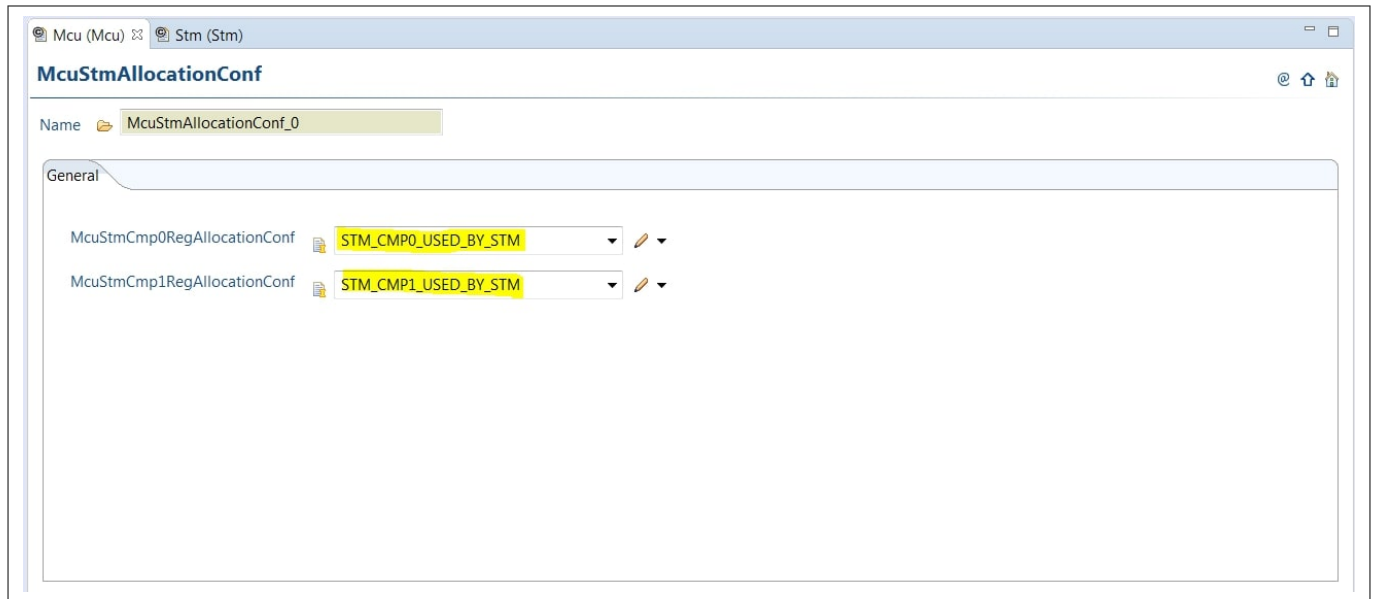 Mcu (Mcu) Stm (Stm)
McuStmAllocationConf
Name McuStmAllocationConf_0
General
McuStmCmp0RegAllocationConf STM_CMP0_USED_BY_STM
McuStmCmp1RegAllocationConf STM_CMP1_USED_BY_STM